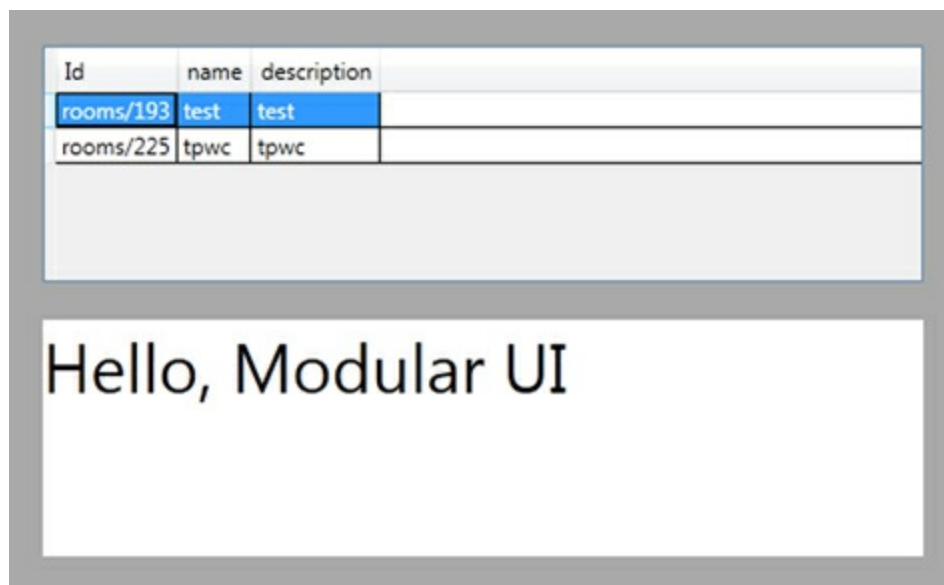 Id name description
rooms/193 test test
rooms/225 tpwc tpwc
Hello, Modular UI